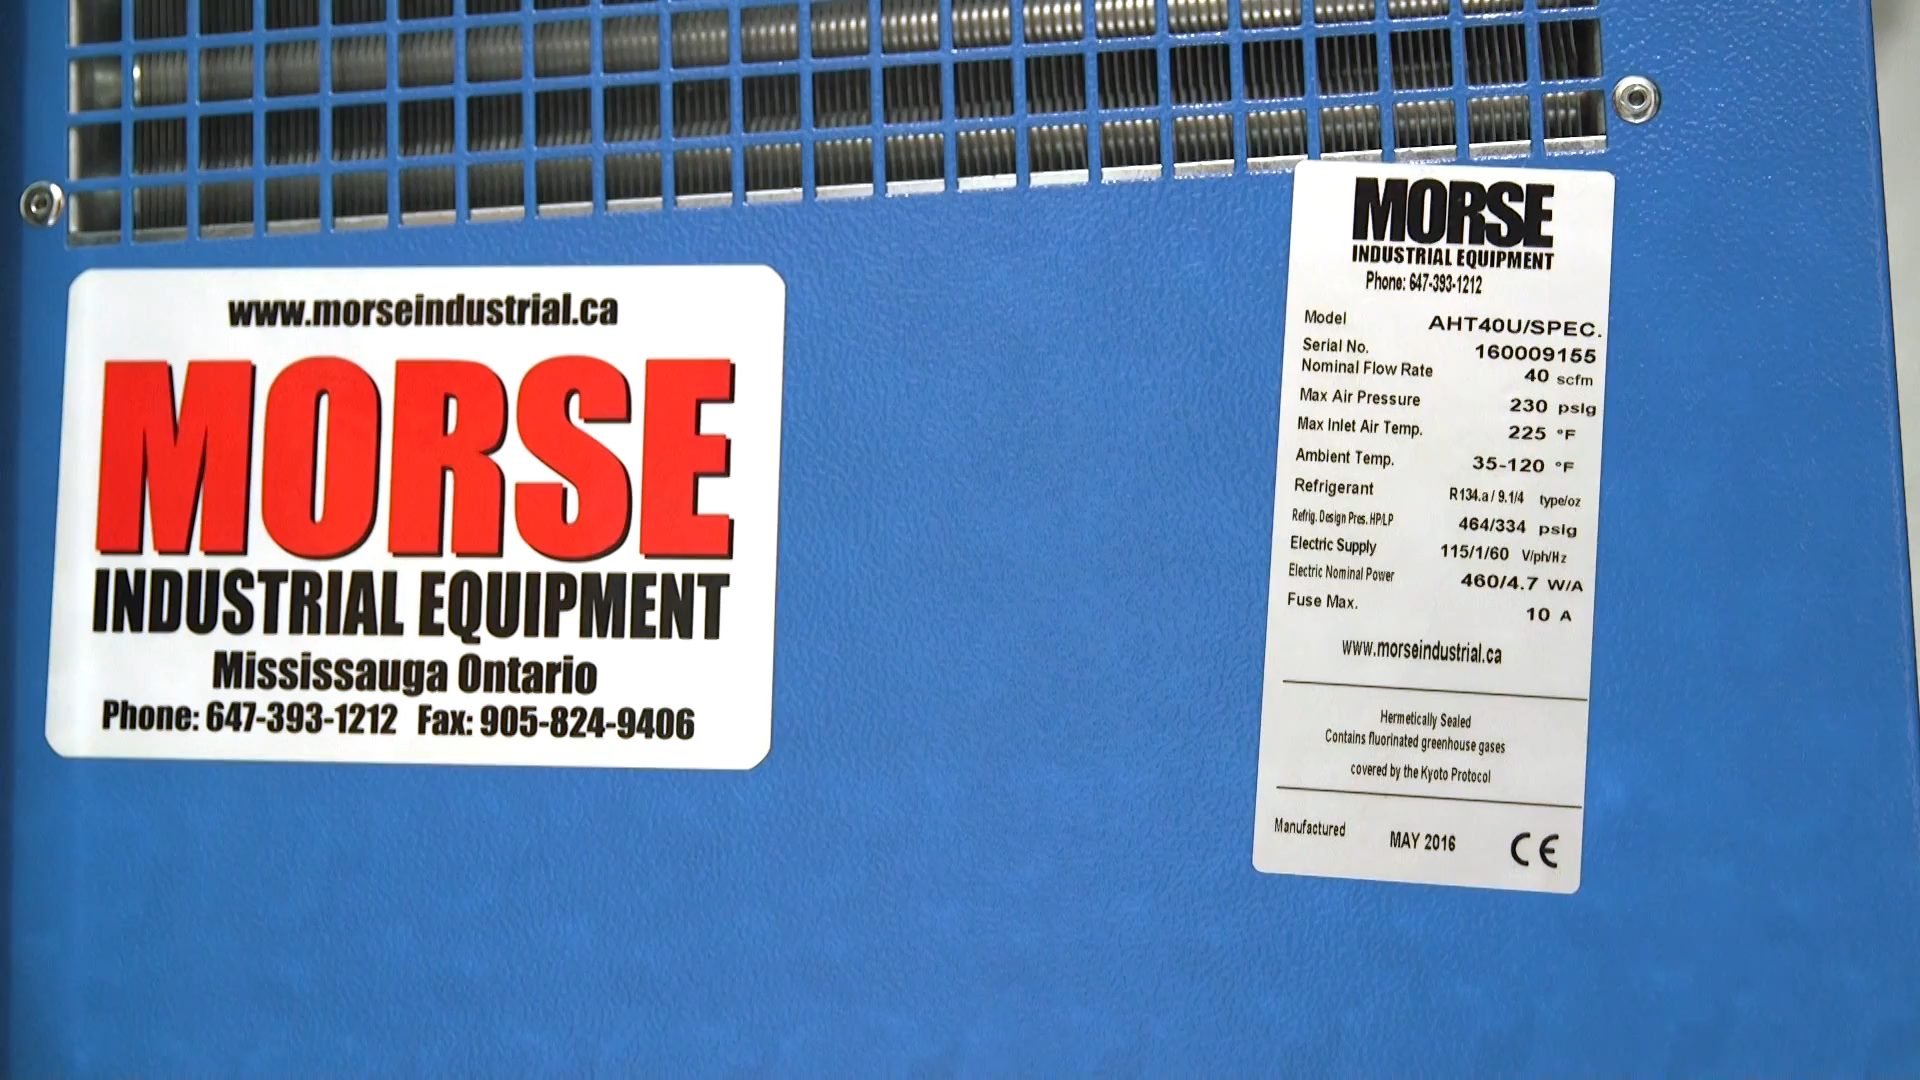 www.morseindustrial.ca
MORSE
INDUSTRIAL EQUIPMENT
Mississauga Ontario
Phone: 647-393-1212 Fax: 905-824-9406
MORSE
INDUSTRIAL EQUIPMENT
Phone: 647-393-1212
Model AHT40U/SPEC.
Serial No. 160009155
Nominal Flow Rate 40 scfm
Max Air Pressure 230 psig
Max Inlet Air Temp. 225 °F
Ambient Temp. 35-120 °F
Refrigerant R134.a / 9.1/4 type/oz
Refrig. Design Pres. HP/LP 464/334 psig
Electric Supply 115/1/60 V/ph/Hz
Electric Nominal Power 460/4.7 W/A
Fuse Max. 10 A
www.morseindustrial.ca
Hermetically Sealed
Contains fluorinated greenhouse gases
covered by the Kyoto Protocol
Manufactured MAY 2016 CE